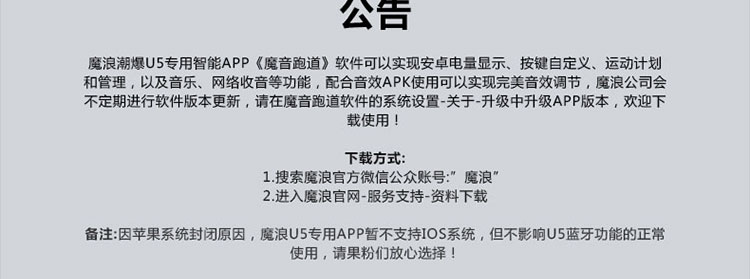 公告
魔浪潮爆U5专用智能APP《魔音跑道》软件可以实现安卓电量显示、按键自定义、运动计划
和管理，以及音乐、网络收音等功能，配合音效APK使用可以实现完美音效调节，魔浪公司会
不定期进行软件版本更新，请在魔音跑道软件的系统设置-关于-升级中升级APP版本，欢迎下
载使用！
下载方式:
1.搜索魔浪官方微信公众账号:”魔浪”
2.进入魔浪官网-服务支持-资料下载
备注:因苹果系统封闭原因，魔浪U5专用APP暂不支持IOS系统，但不影响U5蓝牙功能的正常
使用，请果粉们放心选择！